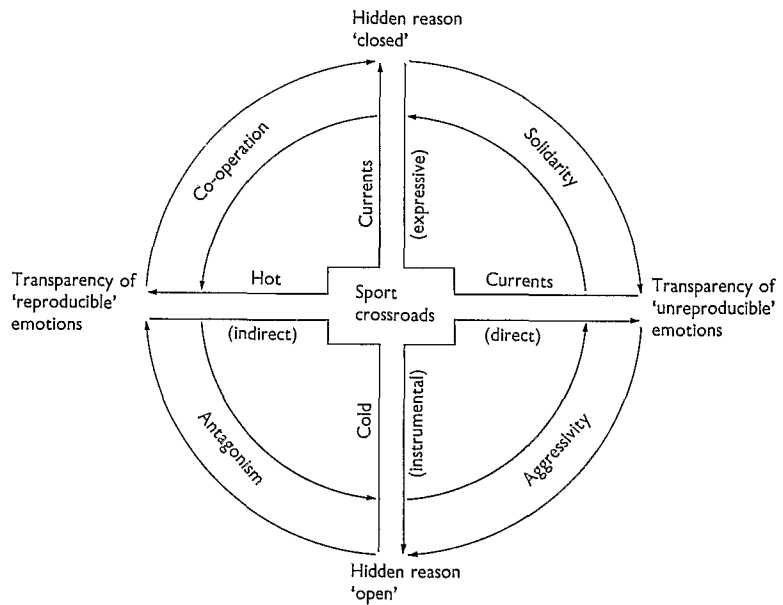 Hidden reason
'closed'
Co-operation
Solidarity
Currents
(expressive)
Transparency of
'reproducible'
emotions
Hot
Currents
Transparency of
'unreproducible'
emotions
Sport
crossroads
(indirect)
(direct)
Cold
(instrumental)
Antagonism
Aggressivity
Hidden reason
'open'